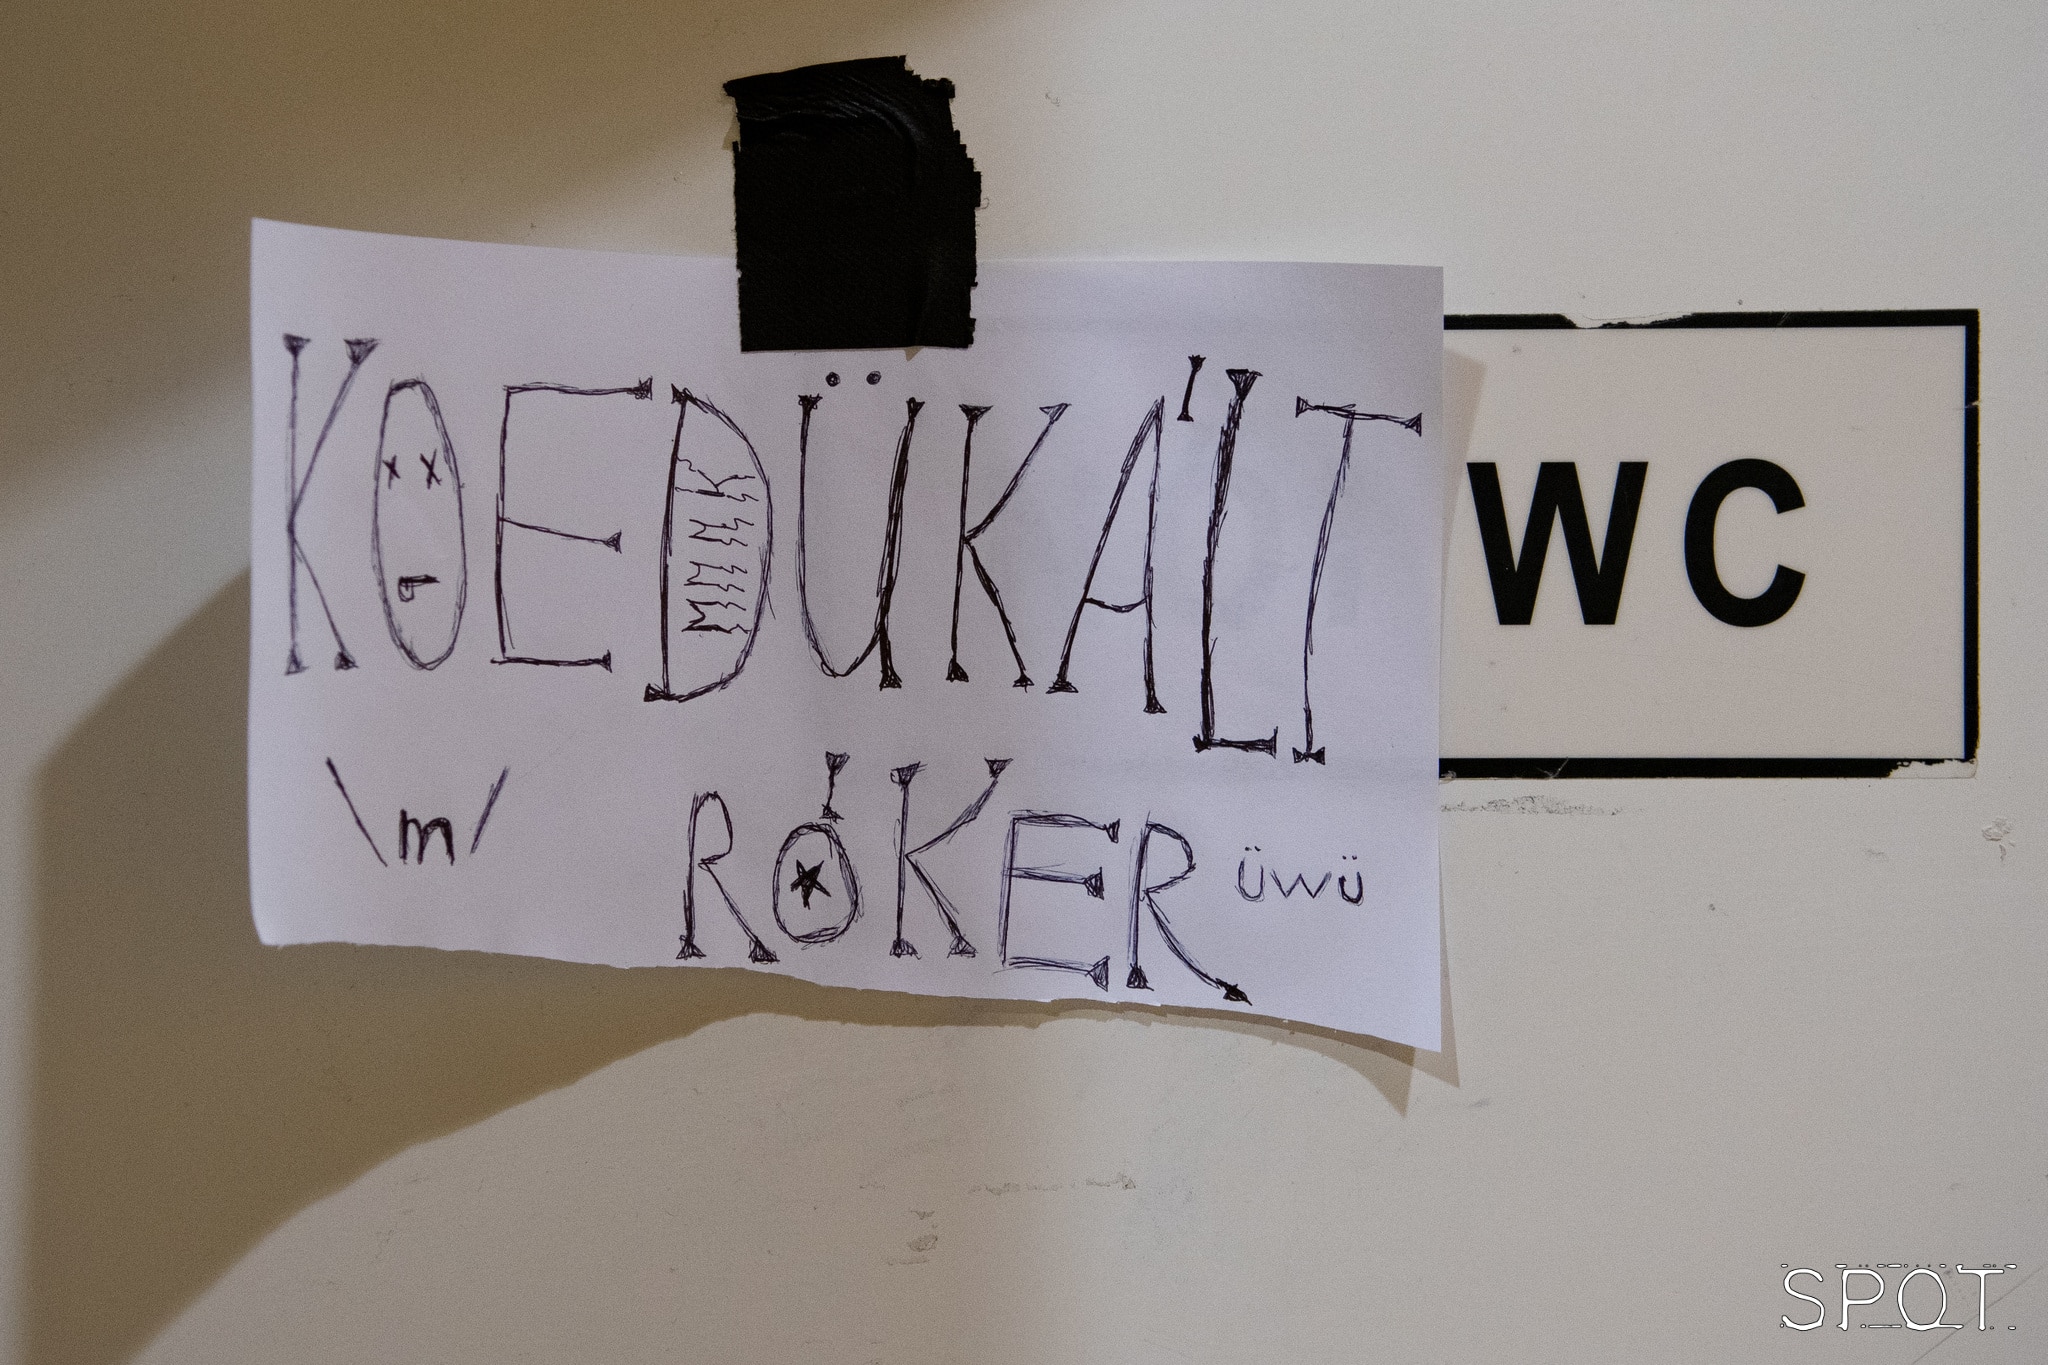 KOEDÜKÁLT
WC
\m/
RÓKER
üwü
SPOT